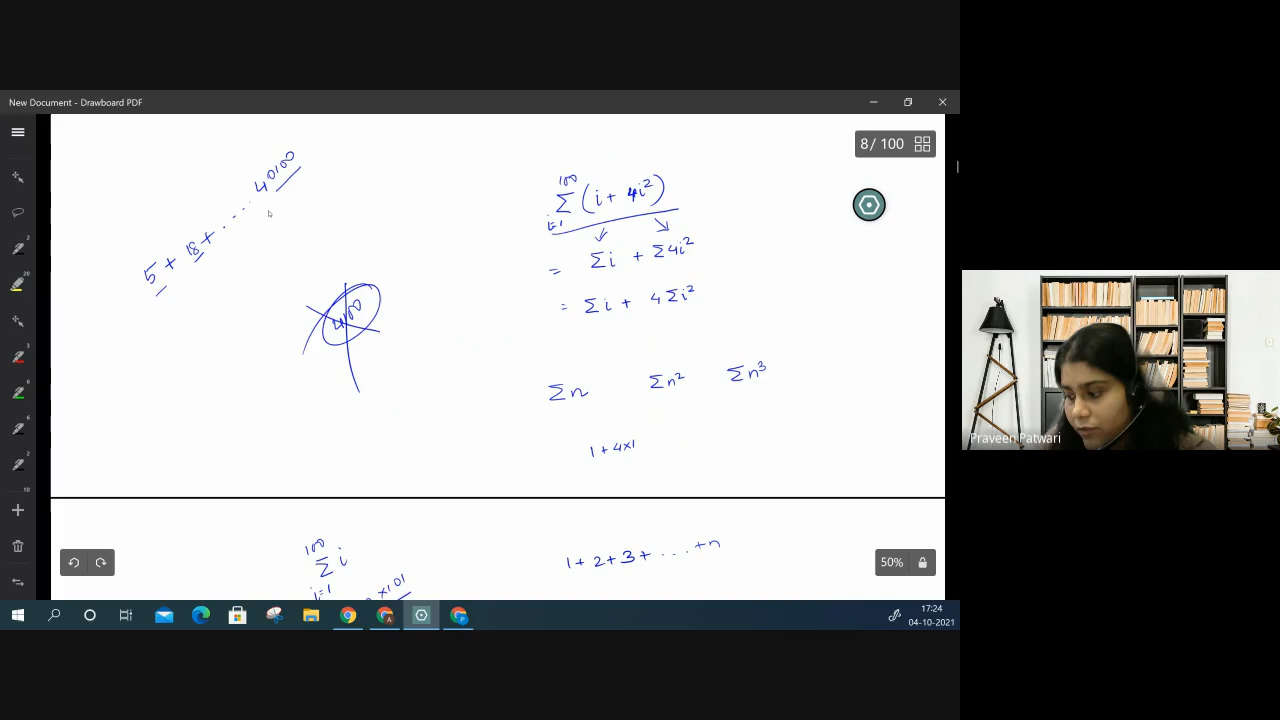 New Document - Drawboard PDF
8 / 100
5 + 18 + ..... 40100
400
100
Σ (i + 4i²)
i=1
= Σi + Σ4i²
= Σi + 4Σi²
Σn Σn² Σn³
1 + 4×1
100
Σ i
i=1
×101
1 + 2 + 3 + .... + n
50%
Praveen Patwari
17:24
04-10-2021